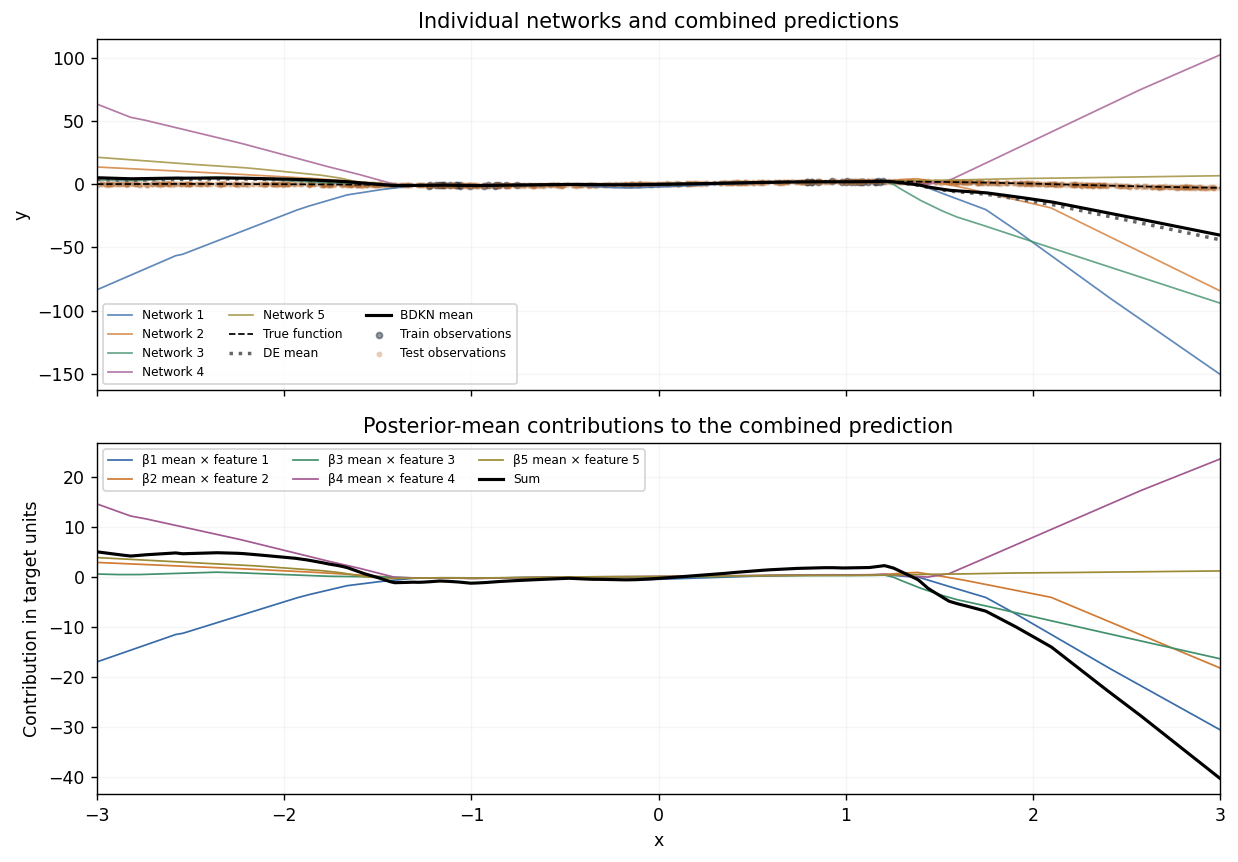 Individual networks and combined predictions
100
50
0
−50
−100
−150
y
Network 1
Network 2
Network 3
Network 4
Network 5
True function
DE mean
BDKN mean
Train observations
Test observations
Posterior-mean contributions to the combined prediction
20
10
0
−10
−20
−30
−40
Contribution in target units
β1 mean × feature 1
β2 mean × feature 2
β3 mean × feature 3
β4 mean × feature 4
β5 mean × feature 5
Sum
−3
−2
−1
0
1
2
3
x